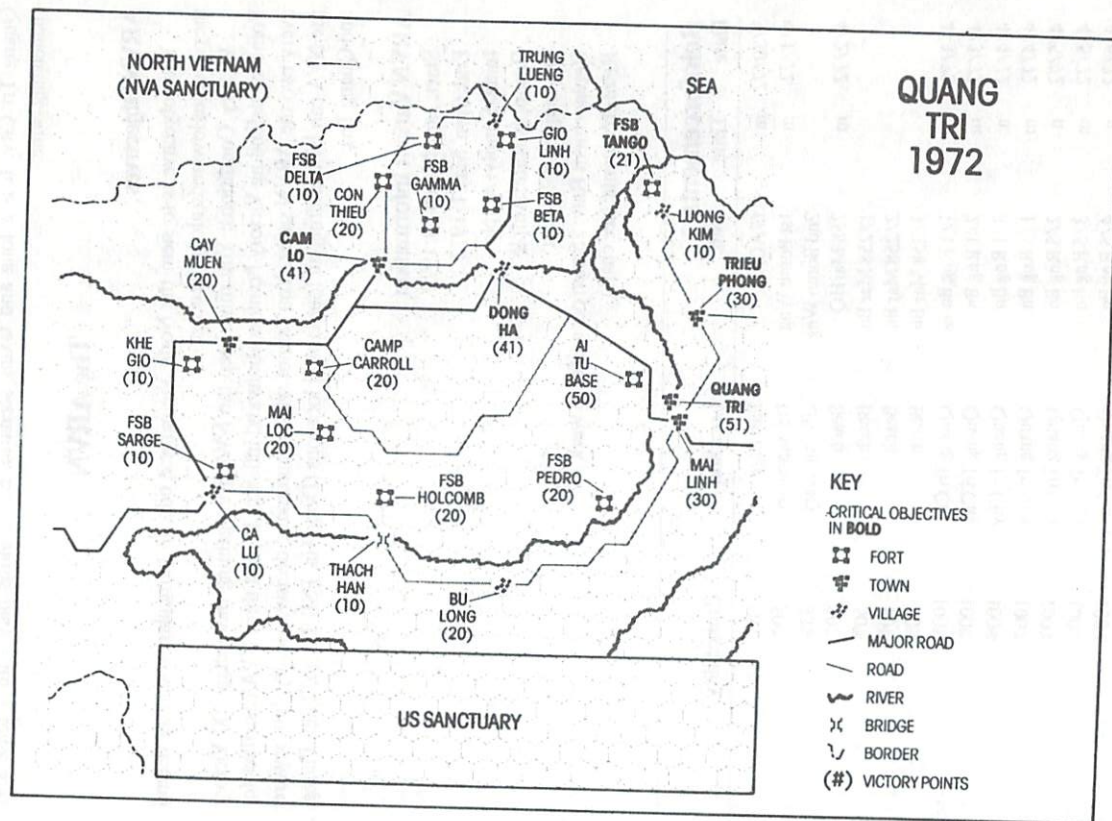 NORTH VIETNAM
(NVA SANCTUARY)
TRUNG
LUENG
(10)
SEA
QUANG
TRI
1972
FSB
DELTA
(10)
CON
THIEU
(20)
FSB
GAMMA
(10)
GIO
LINH
(10)
FSB
BETA
(10)
FSB
TANGO
(21)
LUONG
KIM
(10)
CAY
MUEN
(20)
CAM
LO
(41)
TRIEU
PHONG
(30)
DONG
HA
(41)
KHE
GIO
(10)
CAMP
CARROLL
(20)
AI
TU
BASE
(50)
QUANG
TRI
(51)
FSB
SARGE
(10)
MAI
LOC
(20)
FSB
HOLCOMB
(20)
FSB
PEDRO
(20)
MAI
LINH
(30)
CA
LU
(10)
THACH
HAN
(10)
BU
LONG
(20)
US SANCTUARY
KEY
CRITICAL OBJECTIVES
IN BOLD
FORT
TOWN
VILLAGE
MAJOR ROAD
ROAD
RIVER
BRIDGE
BORDER
(#) VICTORY POINTS